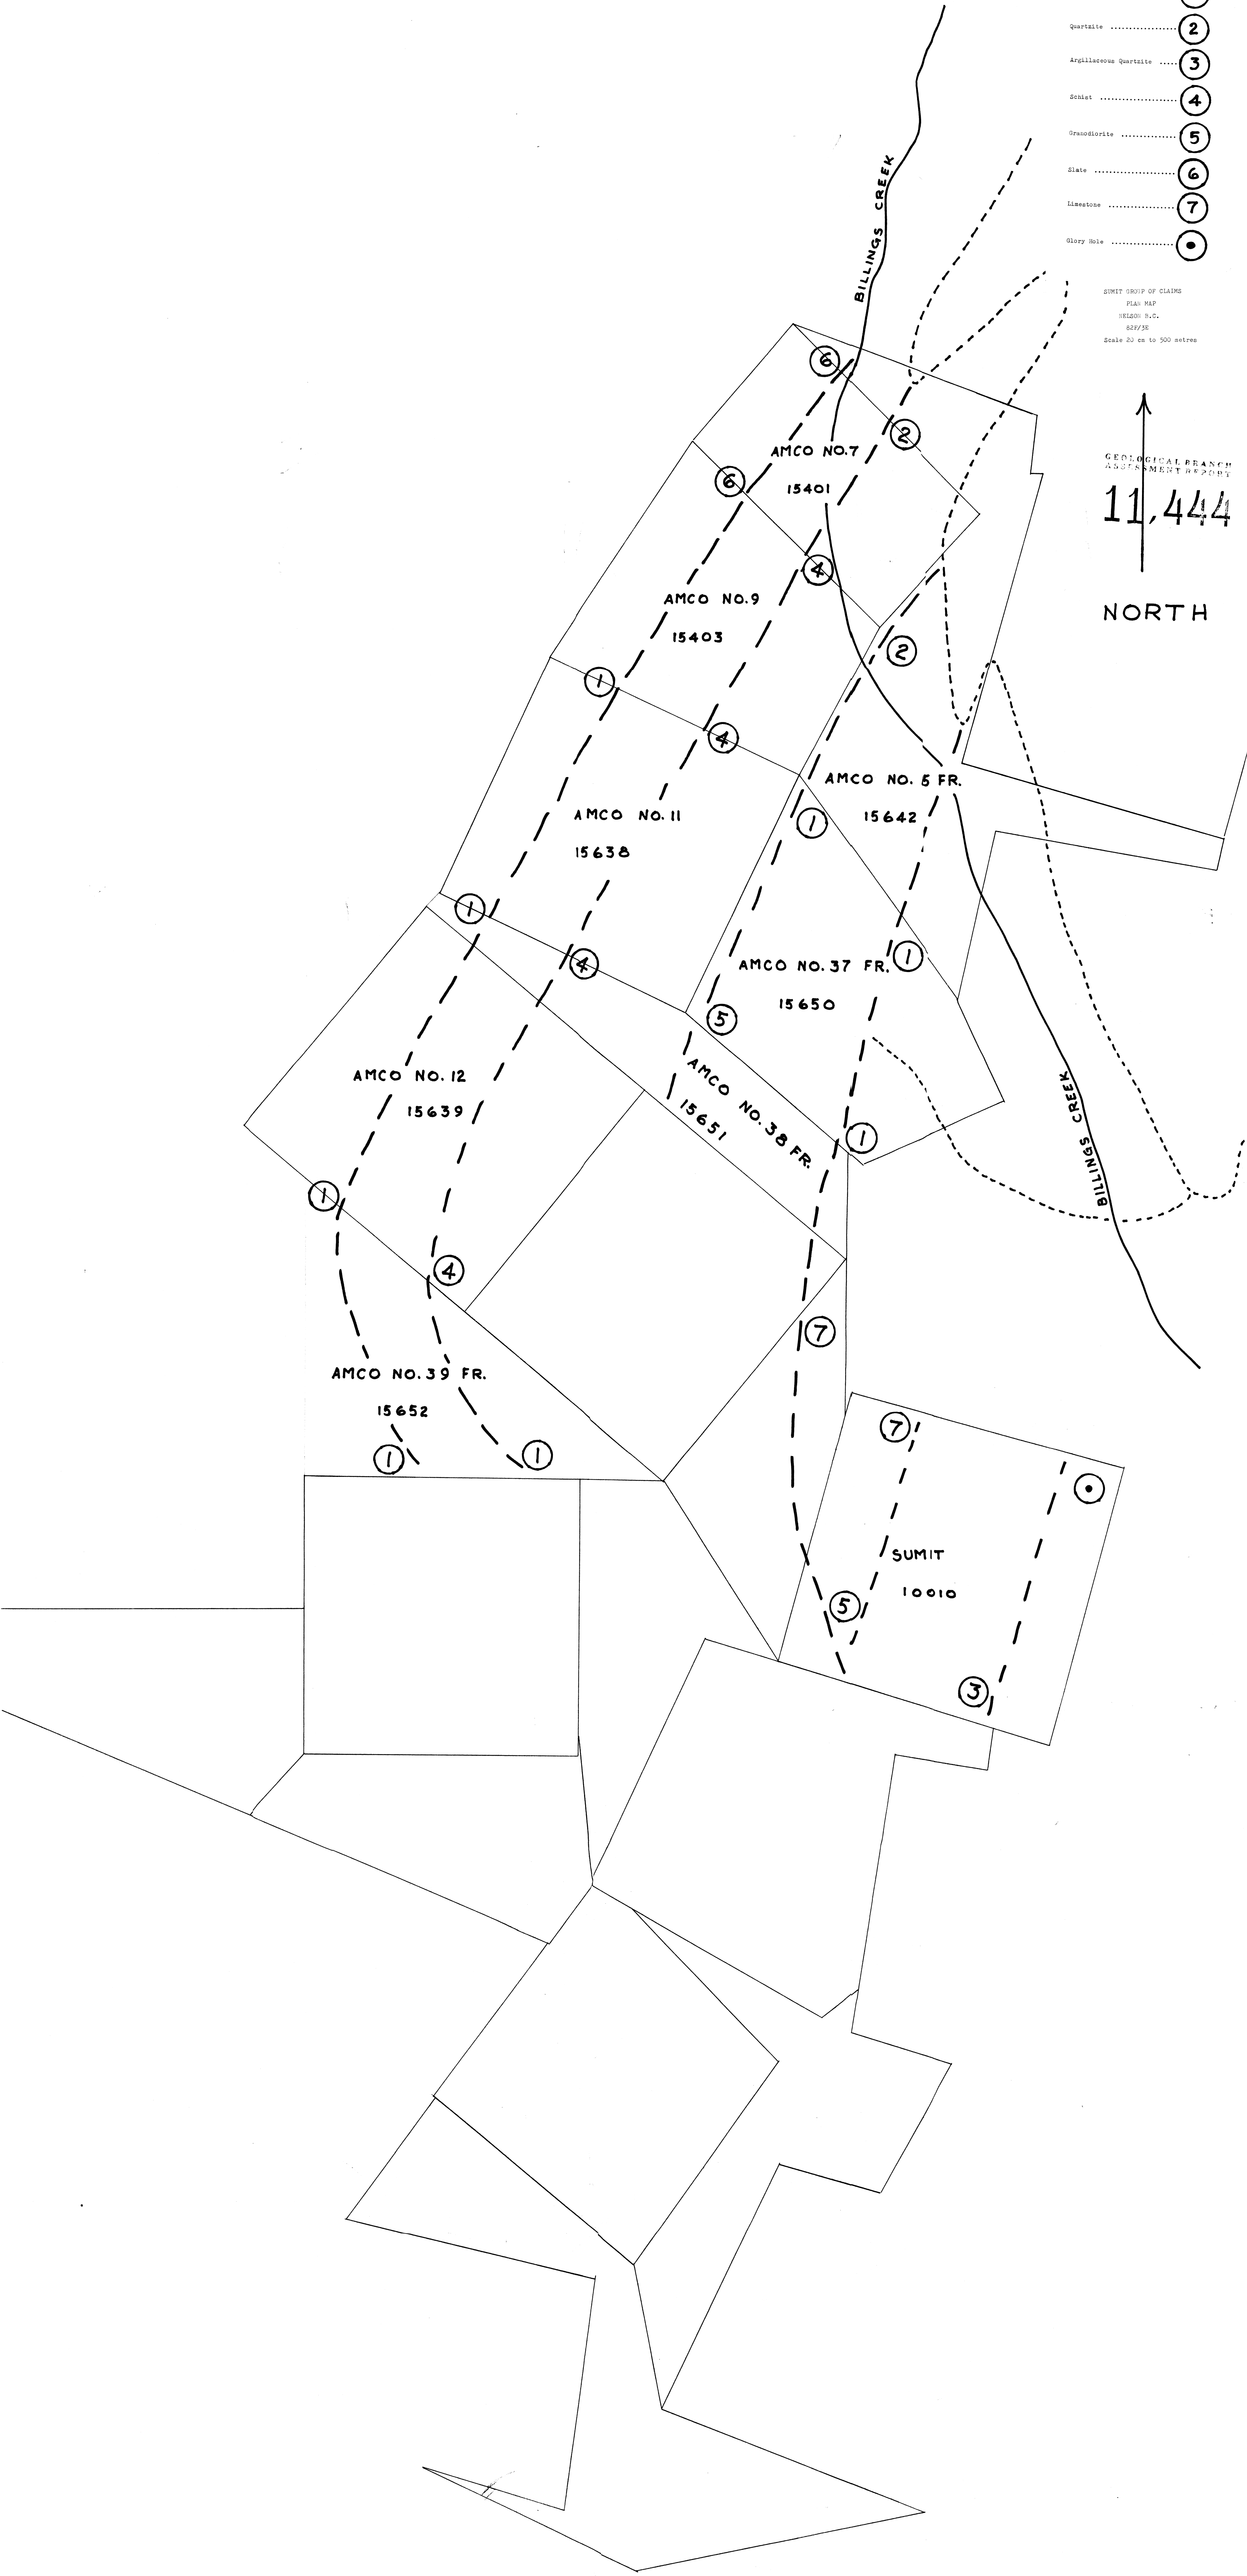 Quartzite .................. 2
Argillaceous Quartzite ..... 3
Schist ..................... 4
Granodiorite ............... 5
Slate ...................... 6
Limestone .................. 7
Glory Hole .................
SUMIT GROUP OF CLAIMS
PLAN MAP
NELSON B.C.
82F/3E
Scale 20 cm to 500 metres
GEOLOGICAL BRANCH
ASSESSMENT REPORT
11,444
NORTH
BILLINGS CREEK
6
2
AMCO NO.7
15401
6
4
AMCO NO.9
15403
2
1
4
AMCO NO. 5 FR.
15642
AMCO NO. 11
15638
1
1
4
1
AMCO NO. 37 FR.
15650
5
AMCO NO. 12
15639
AMCO NO. 38 FR.
15651
1
BILLINGS CREEK
1
4
7
AMCO NO. 39 FR.
15652
1
1
7
SUMIT
10010
5
3